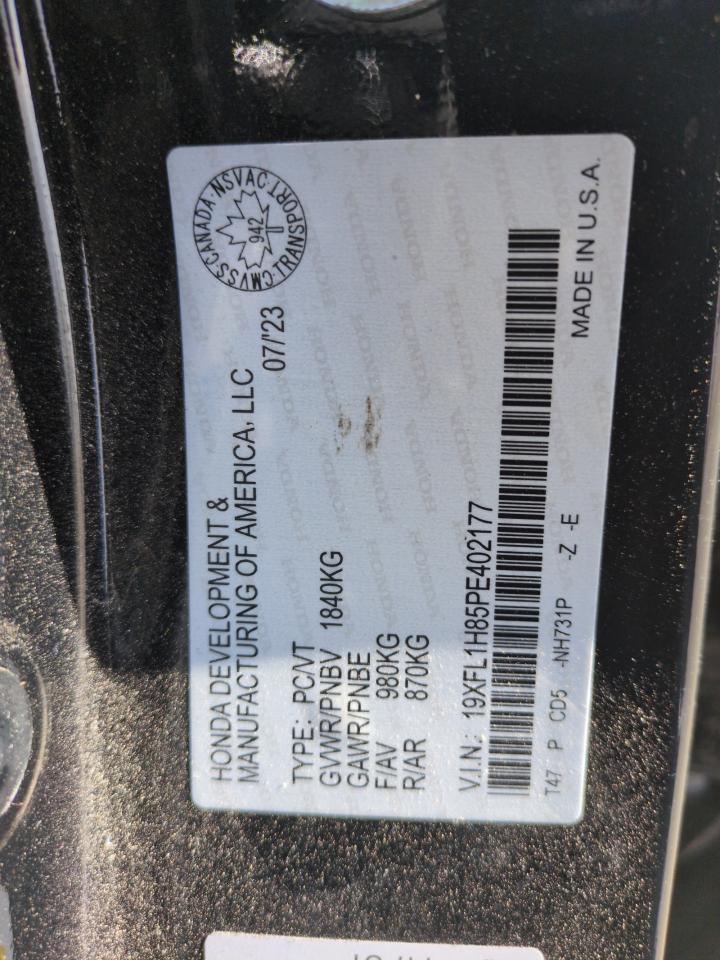 HONDA DEVELOPMENT &
MANUFACTURING OF AMERICA, LLC
07/'23
CMVSS·CANADA·NSVAC·TRANSPORT·
942
TYPE: PC/VT
GVWR/PNBV 1840KG
GAWR/PNBE
F/AV 980KG
R/AR 870KG
V.I.N.: 19XFL1H85PE402177
T47 P CD5 -NH731P -Z -E
MADE IN U.S.A.
HONDA